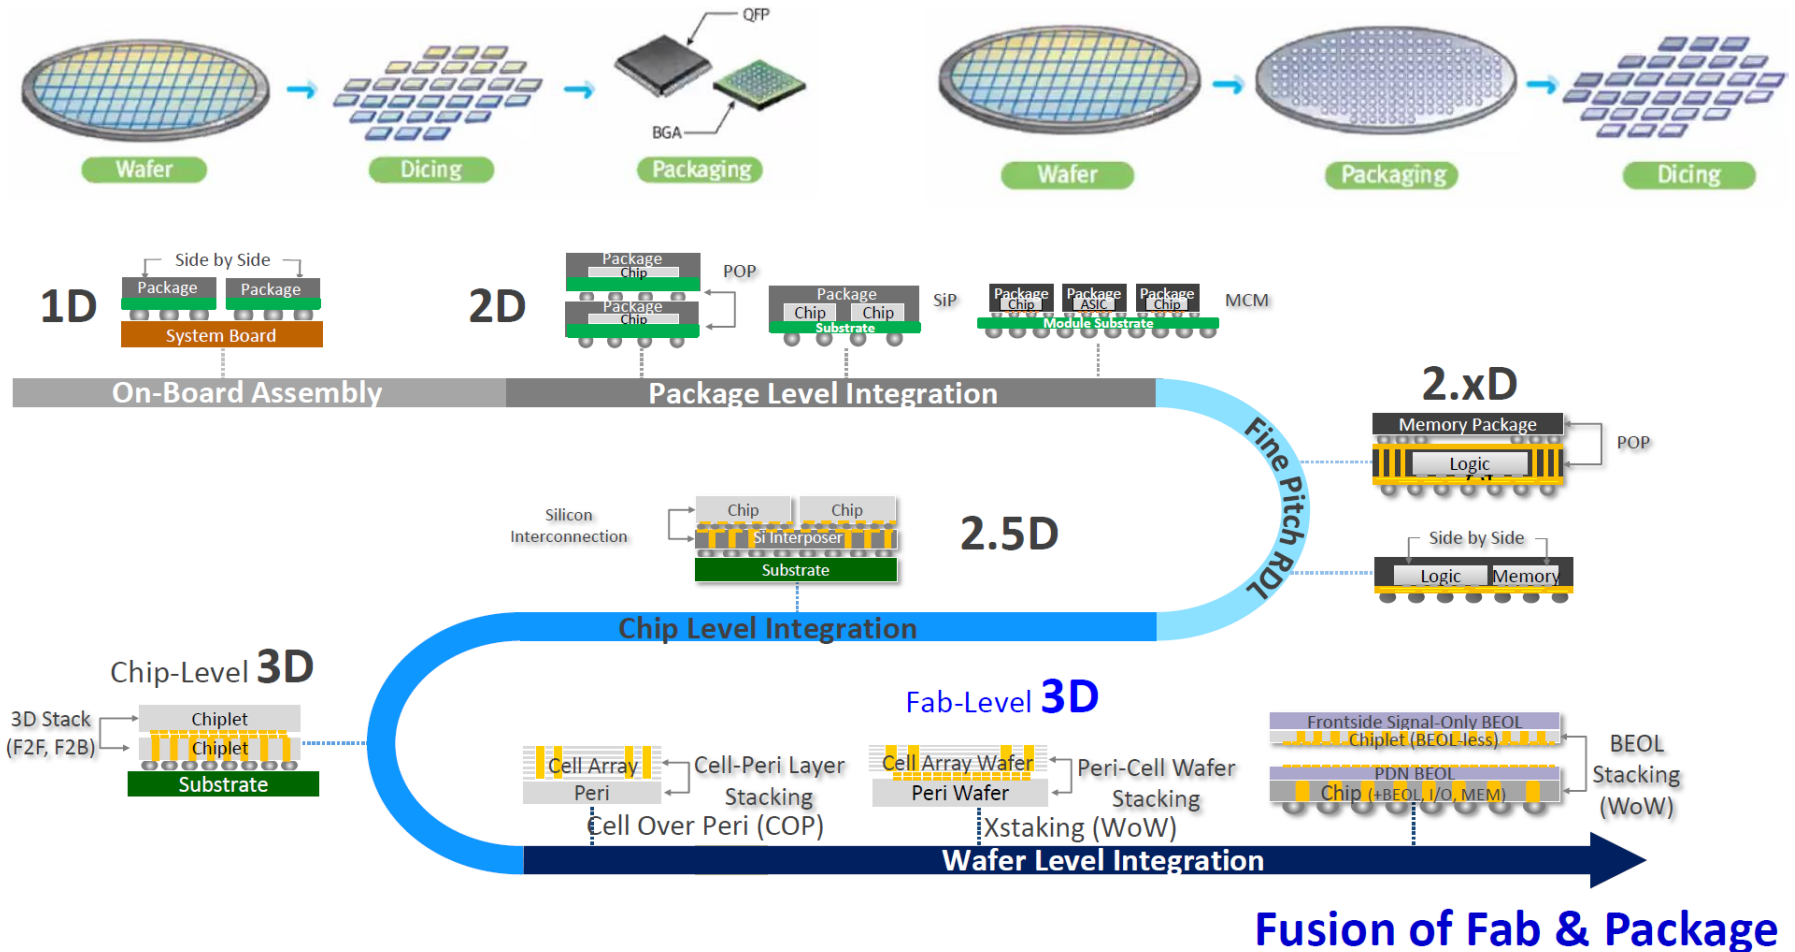 QFP
BGA
Wafer
Dicing
Packaging
Wafer
Packaging
Dicing
1D
Side by Side
Package
Package
System Board
2D
Package
Chip
Package
Chip
POP
Package
Chip
Chip
Substrate
SiP
Package
Chip
Package
ASIC
Package
Chip
Module Substrate
MCM
On-Board Assembly
Package Level Integration
Fine Pitch RDL
2.xD
Memory Package
Logic
POP
Side by Side
Logic
Memory
Silicon
Interconnection
Chip
Chip
Si Interposer
Substrate
2.5D
Chip Level Integration
Chip-Level 3D
3D Stack
(F2F, F2B)
Chiplet
Chiplet
Substrate
Fab-Level 3D
Cell Array
Peri
Cell-Peri Layer
Stacking
Cell Over Peri (COP)
Cell Array Wafer
Peri Wafer
Peri-Cell Wafer
Stacking
Xstaking (WoW)
Frontside Signal-Only BEOL
Chiplet (BEOL-less)
PDN BEOL
Chip (+BEOL, I/O, MEM)
BEOL
Stacking
(WoW)
Wafer Level Integration
Fusion of Fab & Package